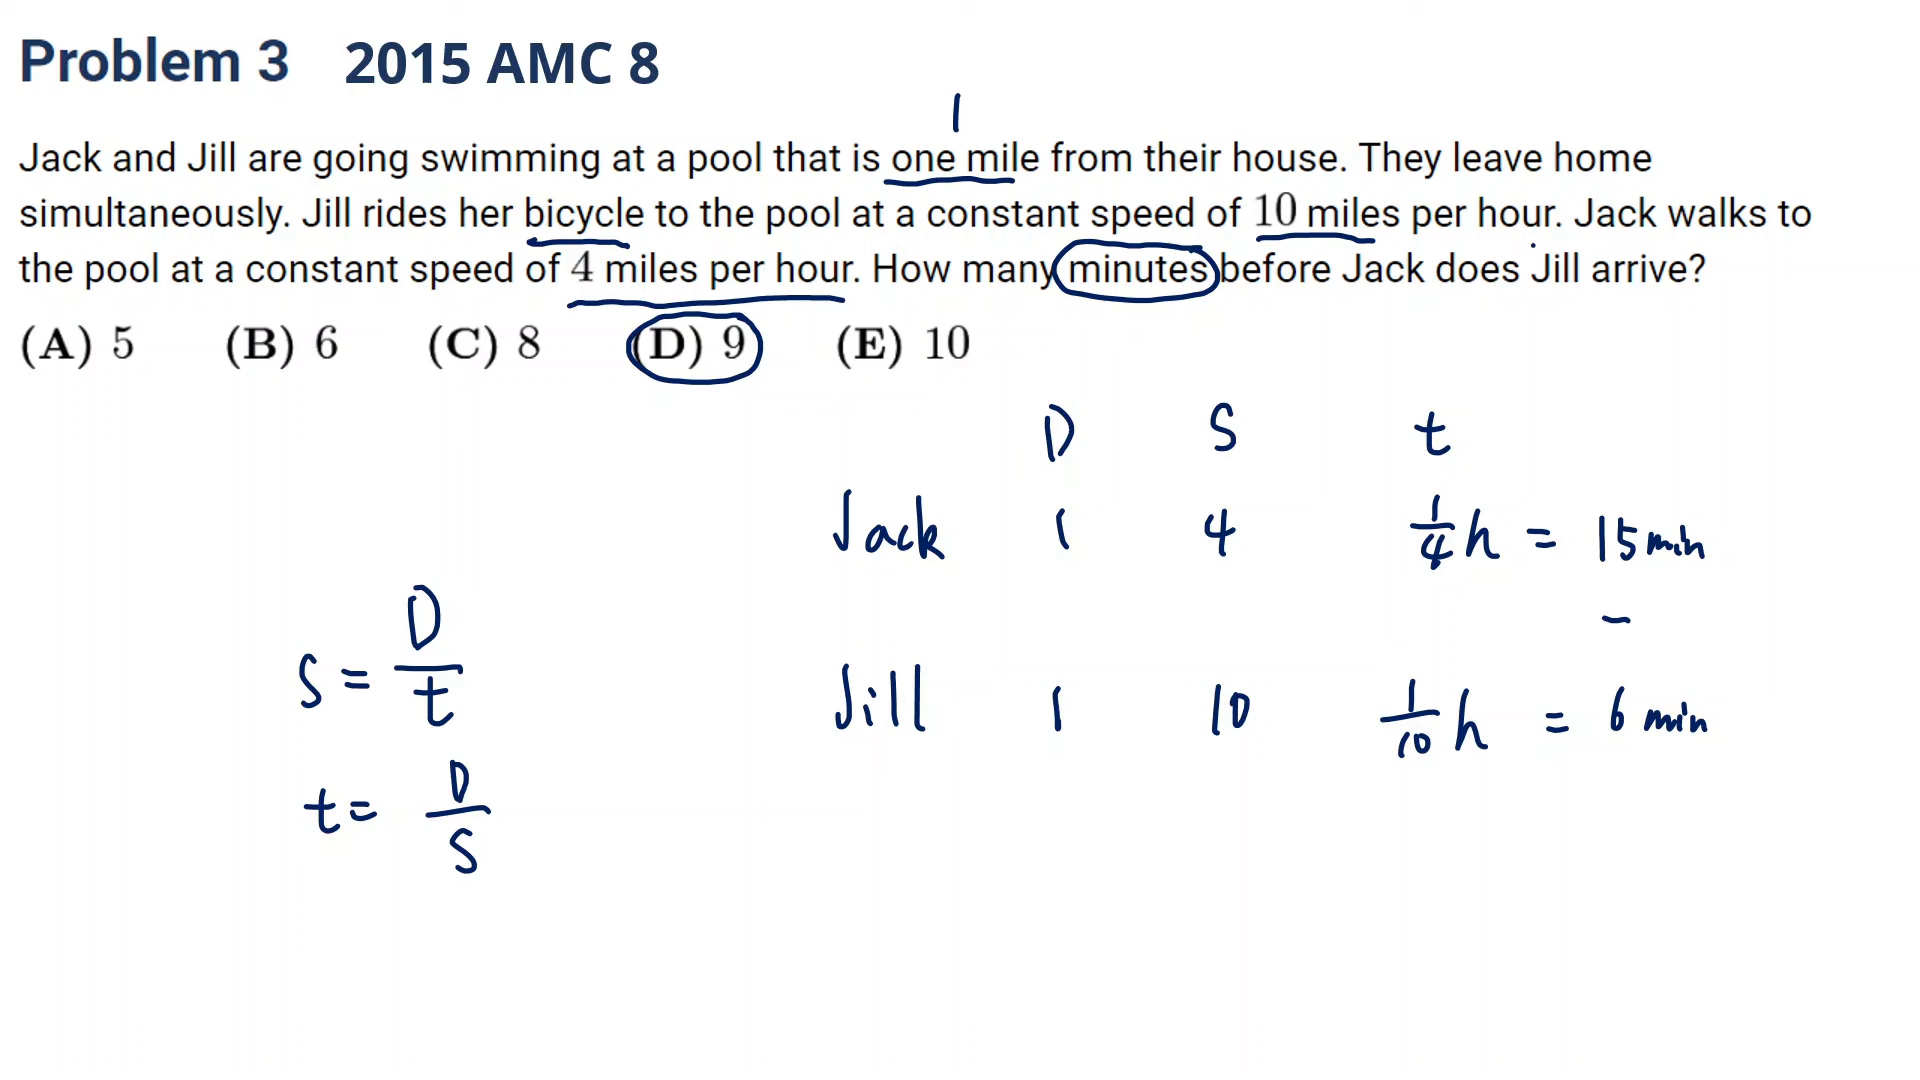 Problem 3 2015 AMC 8
1
Jack and Jill are going swimming at a pool that is one mile from their house. They leave home
simultaneously. Jill rides her bicycle to the pool at a constant speed of 10 miles per hour. Jack walks to
the pool at a constant speed of 4 miles per hour. How many minutes before Jack does Jill arrive?
(A) 5 (B) 6 (C) 8 (D) 9 (E) 10
D S t
Jack 1 4 1/4 h = 15 min
−
Jill 1 10 1/10 h = 6 min
S = D/t
t = D/S